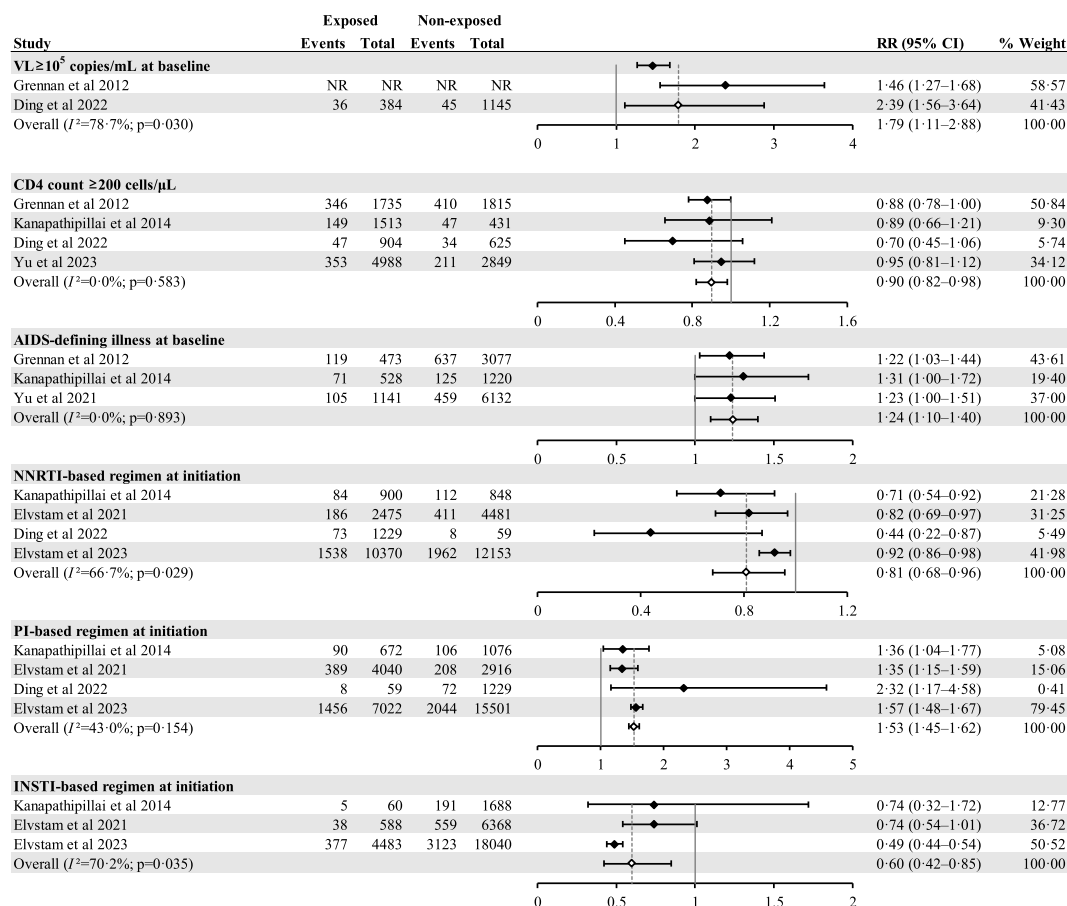 Exposed Non-exposed
Study Events Total Events Total RR (95% CI) % Weight
VL≥10⁵ copies/mL at baseline
Grennan et al 2012 NR NR NR NR 1·46 (1·27–1·68) 58·57
Ding et al 2022 36 384 45 1145 2·39 (1·56–3·64) 41·43
Overall (I²=78·7%; p=0·030) 1·79 (1·11–2·88) 100·00
0 1 2 3 4
CD4 count ≥200 cells/μL
Grennan et al 2012 346 1735 410 1815 0·88 (0·78–1·00) 50·84
Kanapathipillai et al 2014 149 1513 47 431 0·89 (0·66–1·21) 9·30
Ding et al 2022 47 904 34 625 0·70 (0·45–1·06) 5·74
Yu et al 2023 353 4988 211 2849 0·95 (0·81–1·12) 34·12
Overall (I²=0·0%; p=0·583) 0·90 (0·82–0·98) 100·00
0 0.4 0.8 1.2 1.6
AIDS-defining illness at baseline
Grennan et al 2012 119 473 637 3077 1·22 (1·03–1·44) 43·61
Kanapathipillai et al 2014 71 528 125 1220 1·31 (1·00–1·72) 19·40
Yu et al 2021 105 1141 459 6132 1·23 (1·00–1·51) 37·00
Overall (I²=0·0%; p=0·893) 1·24 (1·10–1·40) 100·00
0 0.5 1 1.5 2
NNRTI-based regimen at initiation
Kanapathipillai et al 2014 84 900 112 848 0·71 (0·54–0·92) 21·28
Elvstam et al 2021 186 2475 411 4481 0·82 (0·69–0·97) 31·25
Ding et al 2022 73 1229 8 59 0·44 (0·22–0·87) 5·49
Elvstam et al 2023 1538 10370 1962 12153 0·92 (0·86–0·98) 41·98
Overall (I²=66·7%; p=0·029) 0·81 (0·68–0·96) 100·00
0 0.4 0.8 1.2
PI-based regimen at initiation
Kanapathipillai et al 2014 90 672 106 1076 1·36 (1·04–1·77) 5·08
Elvstam et al 2021 389 4040 208 2916 1·35 (1·15–1·59) 15·06
Ding et al 2022 8 59 72 1229 2·32 (1·17–4·58) 0·41
Elvstam et al 2023 1456 7022 2044 15501 1·57 (1·48–1·67) 79·45
Overall (I²=43·0%; p=0·154) 1·53 (1·45–1·62) 100·00
0 1 2 3 4 5
INSTI-based regimen at initiation
Kanapathipillai et al 2014 5 60 191 1688 0·74 (0·32–1·72) 12·77
Elvstam et al 2021 38 588 559 6368 0·74 (0·54–1·01) 36·72
Elvstam et al 2023 377 4483 3123 18040 0·49 (0·44–0·54) 50·52
Overall (I²=70·2%; p=0·035) 0·60 (0·42–0·85) 100·00
0 0.5 1 1.5 2